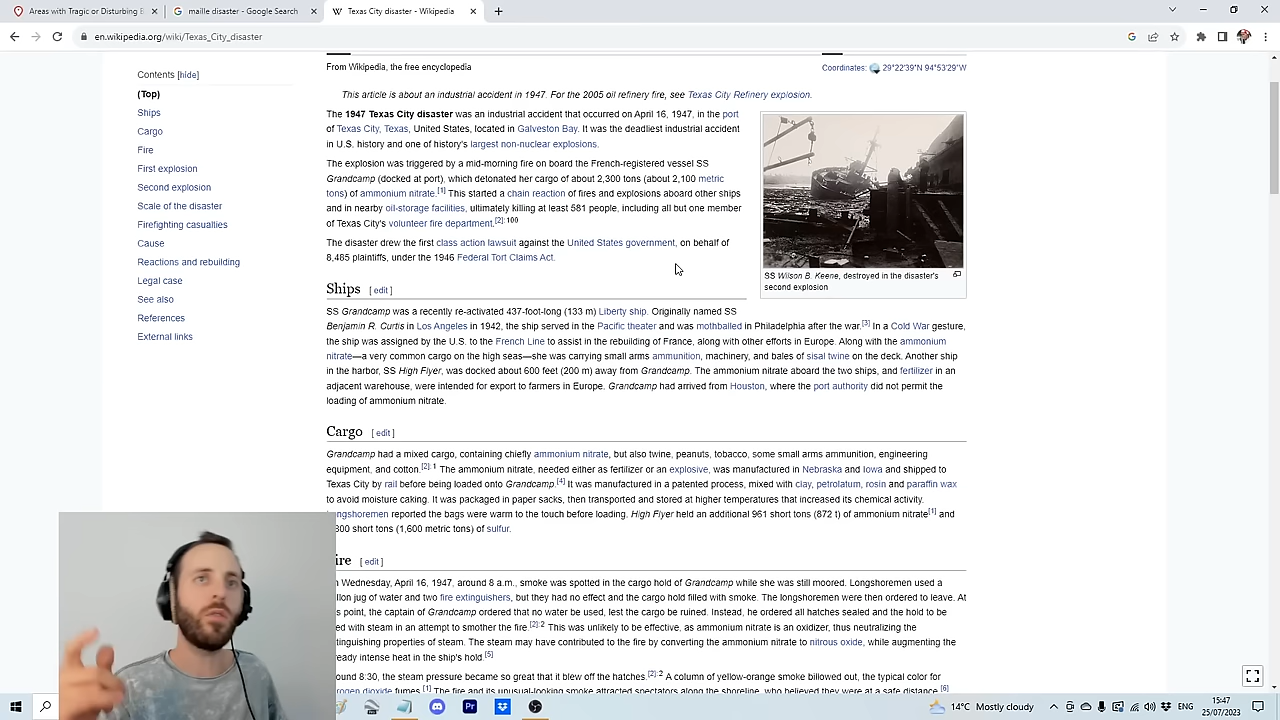 Areas with Tragic or Disturbing B
maille disaster - Google Search
Texas City disaster - Wikipedia
en.wikipedia.org/wiki/Texas_City_disaster
Contents [hide]
(Top)
Ships
Cargo
Fire
First explosion
Second explosion
Scale of the disaster
Firefighting casualties
Cause
Reactions and rebuilding
Legal case
See also
References
External links
From Wikipedia, the free encyclopedia
Coordinates: 29°22′39″N 94°53′29″W
This article is about an industrial accident in 1947. For the 2005 oil refinery fire, see Texas City Refinery explosion.
The 1947 Texas City disaster was an industrial accident that occurred on April 16, 1947, in the port
of Texas City, Texas, United States, located in Galveston Bay. It was the deadliest industrial accident
in U.S. history and one of history's largest non-nuclear explosions.
The explosion was triggered by a mid-morning fire on board the French-registered vessel SS
Grandcamp (docked at port), which detonated her cargo of about 2,300 tons (about 2,100 metric
tons) of ammonium nitrate.[1] This started a chain reaction of fires and explosions aboard other ships
and in nearby oil-storage facilities, ultimately killing at least 581 people, including all but one member
of Texas City's volunteer fire department.[2]:100
The disaster drew the first class action lawsuit against the United States government, on behalf of
8,485 plaintiffs, under the 1946 Federal Tort Claims Act.
SS Wilson B. Keene, destroyed in the disaster's
second explosion
Ships [ edit ]
SS Grandcamp was a recently re-activated 437-foot-long (133 m) Liberty ship. Originally named SS
Benjamin R. Curtis in Los Angeles in 1942, the ship served in the Pacific theater and was mothballed in Philadelphia after the war.[3] In a Cold War gesture,
the ship was assigned by the U.S. to the French Line to assist in the rebuilding of France, along with other efforts in Europe. Along with the ammonium
nitrate—a very common cargo on the high seas—she was carrying small arms ammunition, machinery, and bales of sisal twine on the deck. Another ship
in the harbor, SS High Flyer, was docked about 600 feet (200 m) away from Grandcamp. The ammonium nitrate aboard the two ships, and fertilizer in an
adjacent warehouse, were intended for export to farmers in Europe. Grandcamp had arrived from Houston, where the port authority did not permit the
loading of ammonium nitrate.
Cargo [ edit ]
Grandcamp had a mixed cargo, containing chiefly ammonium nitrate, but also twine, peanuts, tobacco, some small arms ammunition, engineering
equipment, and cotton.[2]:1 The ammonium nitrate, needed either as fertilizer or an explosive, was manufactured in Nebraska and Iowa and shipped to
Texas City by rail before being loaded onto Grandcamp.[4] It was manufactured in a patented process, mixed with clay, petrolatum, rosin and paraffin wax
to avoid moisture caking. It was packaged in paper sacks, then transported and stored at higher temperatures that increased its chemical activity.
ngshoremen reported the bags were warm to the touch before loading. High Flyer held an additional 961 short tons (872 t) of ammonium nitrate[1] and
800 short tons (1,600 metric tons) of sulfur.
ire [ edit ]
n Wednesday, April 16, 1947, around 8 a.m., smoke was spotted in the cargo hold of Grandcamp while she was still moored. Longshoremen used a
llon jug of water and two fire extinguishers, but they had no effect and the cargo hold filled with smoke. The longshoremen were then ordered to leave. At
s point, the captain of Grandcamp ordered that no water be used, lest the cargo be ruined. Instead, he ordered all hatches sealed and the hold to be
ed with steam in an attempt to smother the fire.[2]:2 This was unlikely to be effective, as ammonium nitrate is an oxidizer, thus neutralizing the
tinguishing properties of steam. The steam may have contributed to the fire by converting the ammonium nitrate to nitrous oxide, while augmenting the
ready intense heat in the ship's hold.[5]
ound 8:30, the steam pressure became so great that it blew off the hatches.[2]:2 A column of yellow-orange smoke billowed out, the typical color for
rogen dioxide fumes.[1] The fire and its unusual-looking smoke attracted spectators along the shoreline, who believed they were at a safe distance.[6]
14°C Mostly cloudy
ENG
15:47
25/07/2023